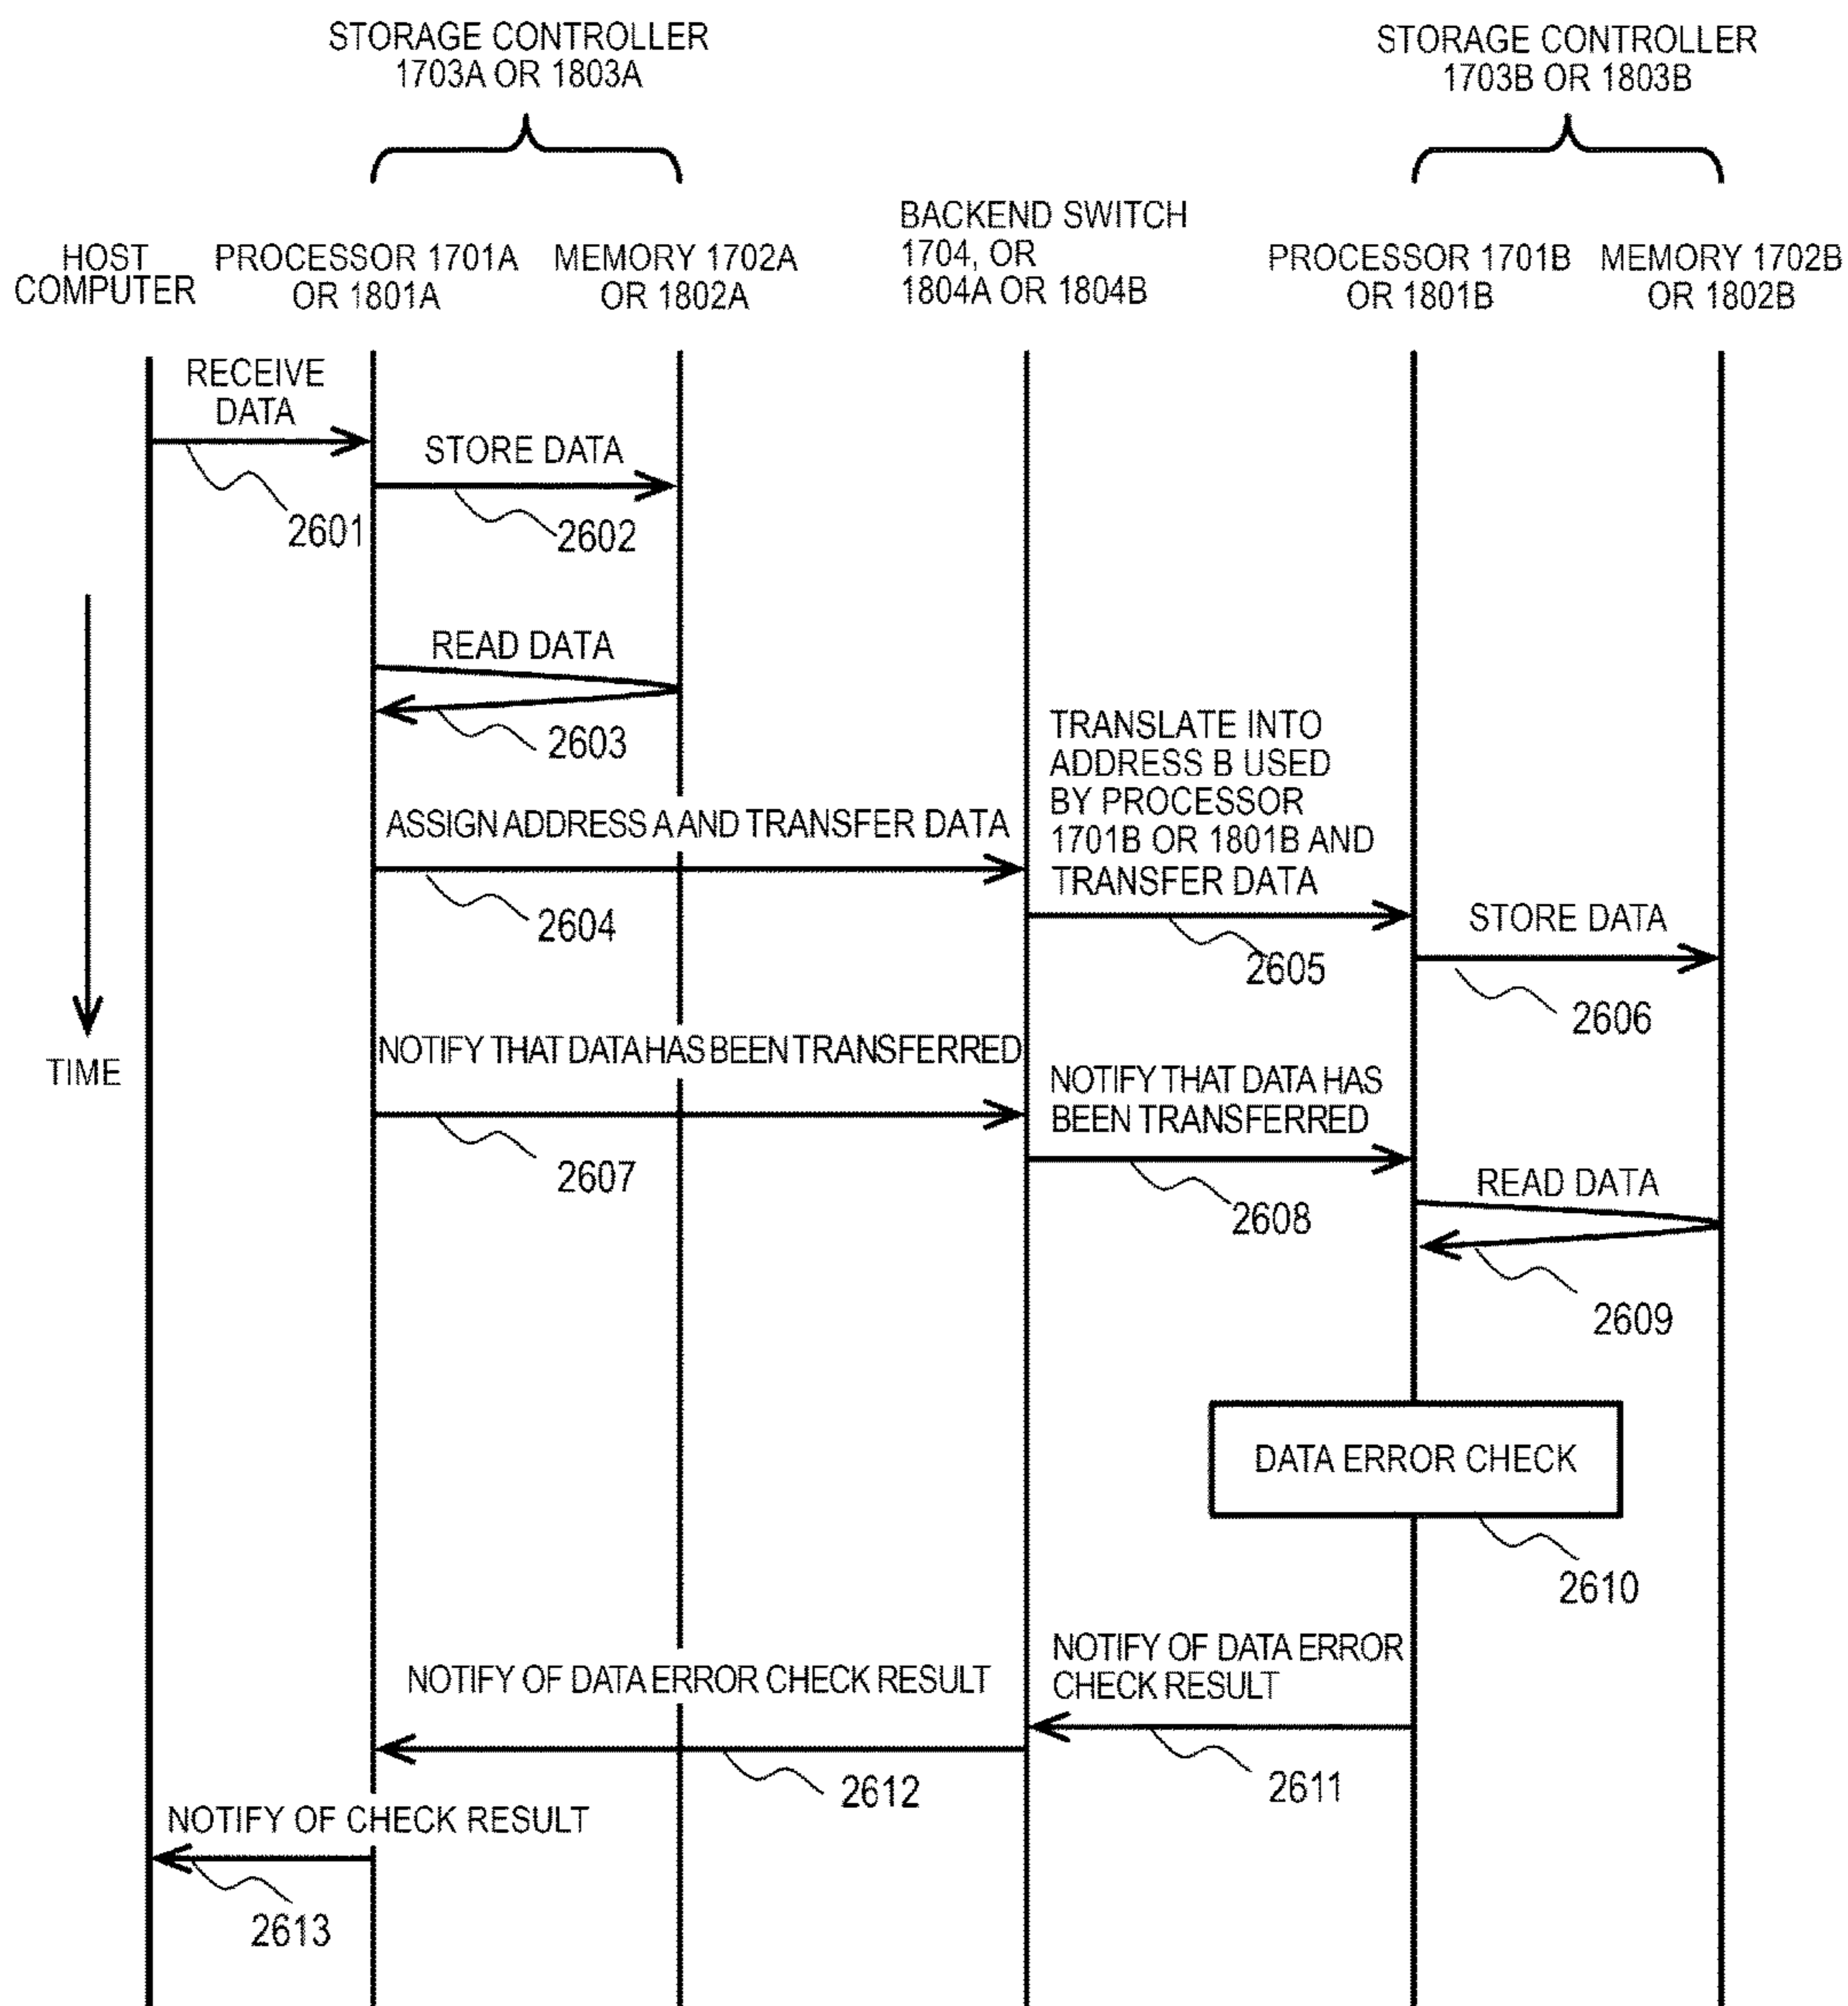 STORAGE CONTROLLER
1703A OR 1803A
STORAGE CONTROLLER
1703B OR 1803B
HOST
COMPUTER
PROCESSOR 1701A
OR 1801A
MEMORY 1702A
OR 1802A
BACKEND SWITCH
1704, OR
1804A OR 1804B
PROCESSOR 1701B
OR 1801B
MEMORY 1702B
OR 1802B
RECEIVE
DATA
2601
STORE DATA
2602
READ DATA
2603
TIME
ASSIGN ADDRESS A AND TRANSFER DATA
2604
TRANSLATE INTO
ADDRESS B USED
BY PROCESSOR
1701B OR 1801B AND
TRANSFER DATA
2605
STORE DATA
2606
NOTIFY THAT DATA HAS BEEN TRANSFERRED
2607
NOTIFY THAT DATA HAS
BEEN TRANSFERRED
2608
READ DATA
2609
DATA ERROR CHECK
2610
NOTIFY OF DATA ERROR
CHECK RESULT
2611
NOTIFY OF DATA ERROR CHECK RESULT
2612
NOTIFY OF CHECK RESULT
2613